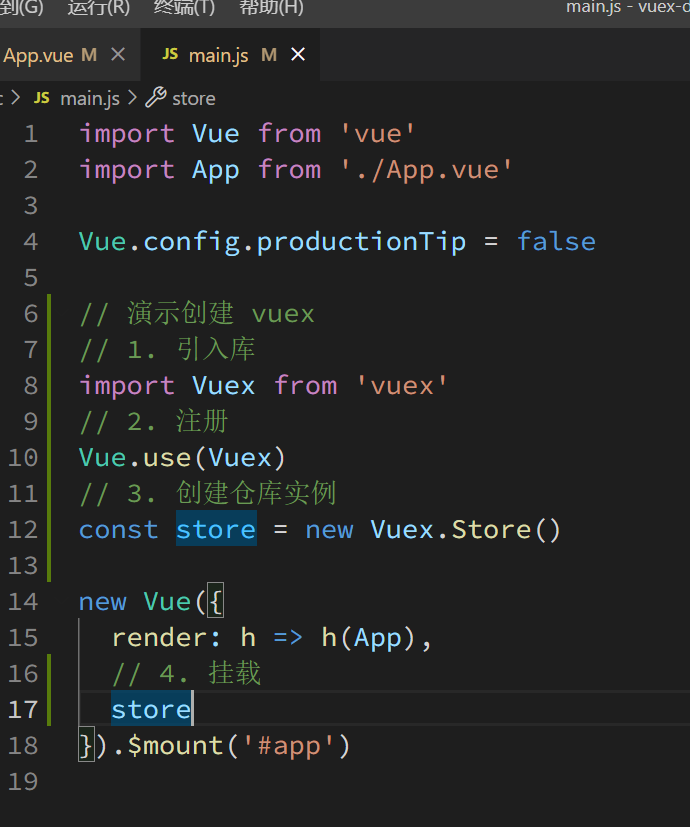 到(G) 运行(R) 终端(T) 帮助(H) main.js - vuex-d
App.vue M × JS main.js M ×
c > JS main.js > store
1 import Vue from 'vue'
2 import App from './App.vue'
3
4 Vue.config.productionTip = false
5
6 // 演示创建 vuex
7 // 1. 引入库
8 import Vuex from 'vuex'
9 // 2. 注册
10 Vue.use(Vuex)
11 // 3. 创建仓库实例
12 const store = new Vuex.Store()
13
14 new Vue({
15 render: h => h(App),
16 // 4. 挂载
17 store
18 }).$mount('#app')
19